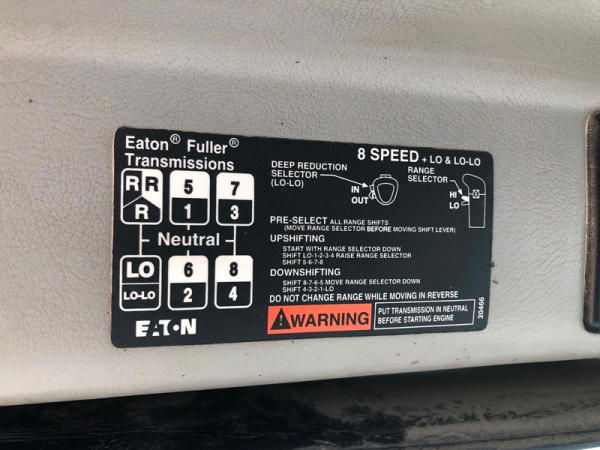 Eaton® Fuller®
Transmissions
8 SPEED + LO & LO-LO
DEEP REDUCTION
SELECTOR
(LO-LO)
IN
OUT
RANGE
SELECTOR
HI
LO
R R 5 7
R 1 3
Neutral
LO 6 8
LO-LO 2 4
PRE-SELECT ALL RANGE SHIFTS
(MOVE RANGE SELECTOR BEFORE MOVING SHIFT LEVER)
UPSHIFTING
START WITH RANGE SELECTOR DOWN
SHIFT LO-1-2-3-4 RAISE RANGE SELECTOR
SHIFT 5-6-7-8
DOWNSHIFTING
SHIFT 8-7-6-5 MOVE RANGE SELECTOR DOWN
SHIFT 4-3-2-1-LO
DO NOT CHANGE RANGE WHILE MOVING IN REVERSE
WARNING
PUT TRANSMISSION IN NEUTRAL
BEFORE STARTING ENGINE
20466
EATON